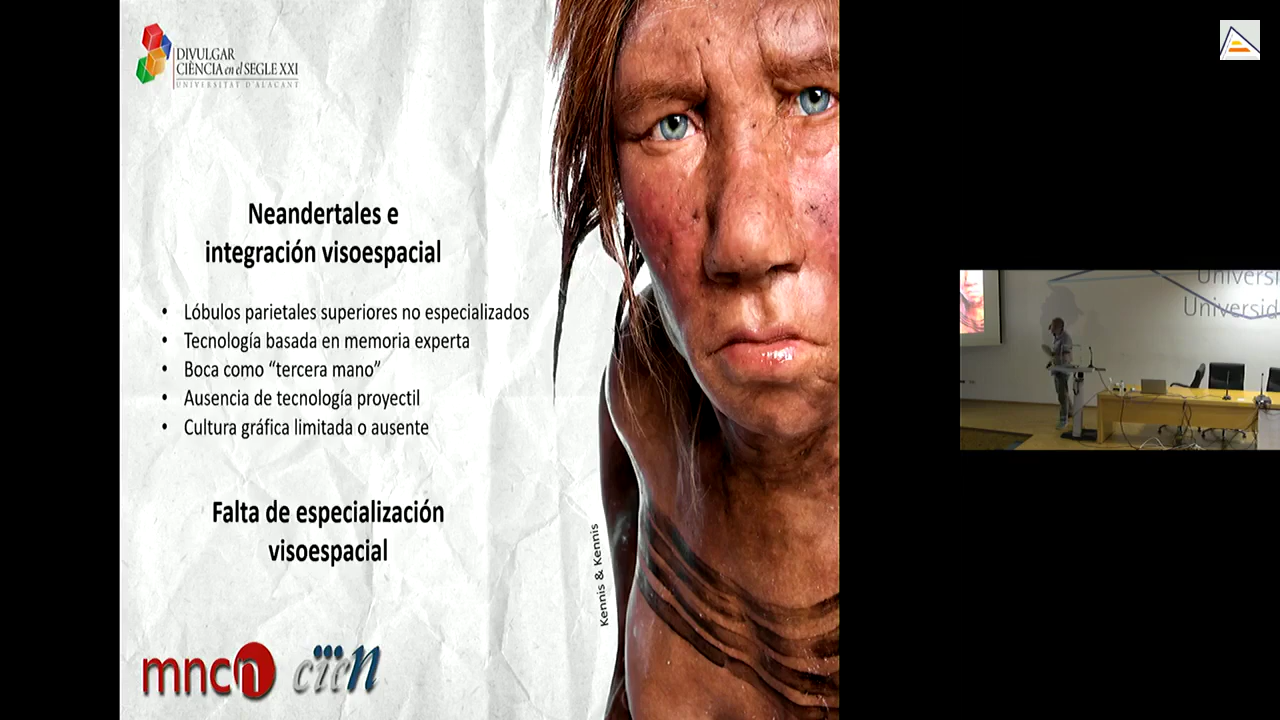 DIVULGAR
CIÈNCIA en el SEGLE XXI
UNIVERSITAT D'ALACANT
Neandertales e
integración visoespacial
• Lóbulos parietales superiores no especializados
• Tecnología basada en memoria experta
• Boca como “tercera mano”
• Ausencia de tecnología proyectil
• Cultura gráfica limitada o ausente
Falta de especialización
visoespacial
Kennis & Kennis
mncn
Universi
Universid